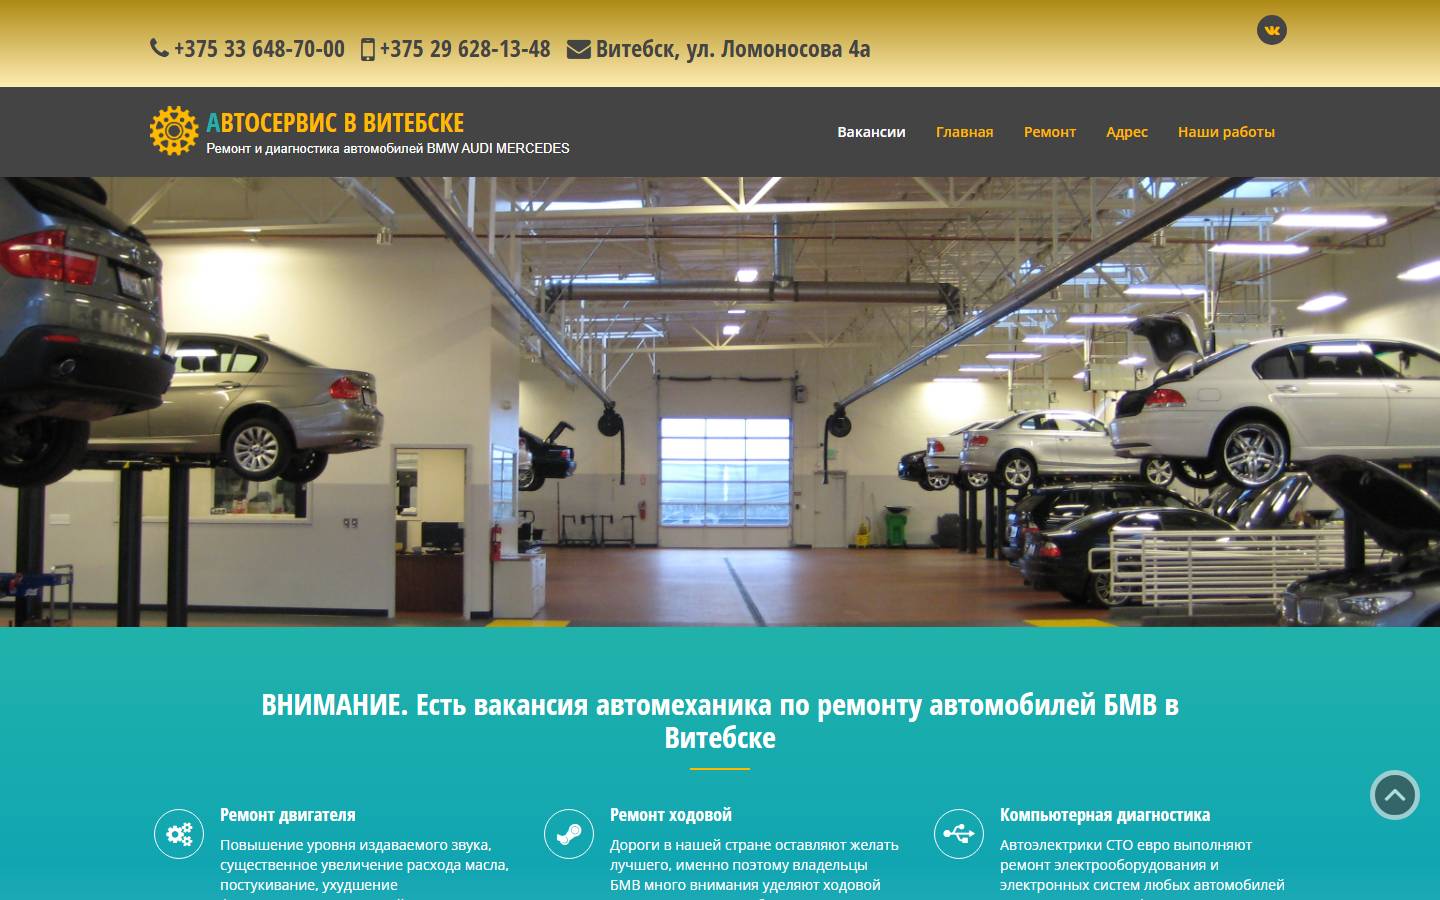 +375 33 648-70-00 +375 29 628-13-48 Витебск, ул. Ломоносова 4а
АВТОСЕРВИС В ВИТЕБСКЕ
Ремонт и диагностика автомобилей BMW AUDI MERCEDES
Вакансии Главная Ремонт Адрес Наши работы
ВНИМАНИЕ. Есть вакансия автомеханика по ремонту автомобилей БМВ в
Витебске
Ремонт двигателя
Повышение уровня издаваемого звука,
существенное увеличение расхода масла,
постукивание, ухудшение
Ремонт ходовой
Дороги в нашей стране оставляют желать
лучшего, именно поэтому владельцы
БМВ много внимания уделяют ходовой
Компьютерная диагностика
Автоэлектрики СТО евро выполняют
ремонт электрооборудования и
электронных систем любых автомобилей